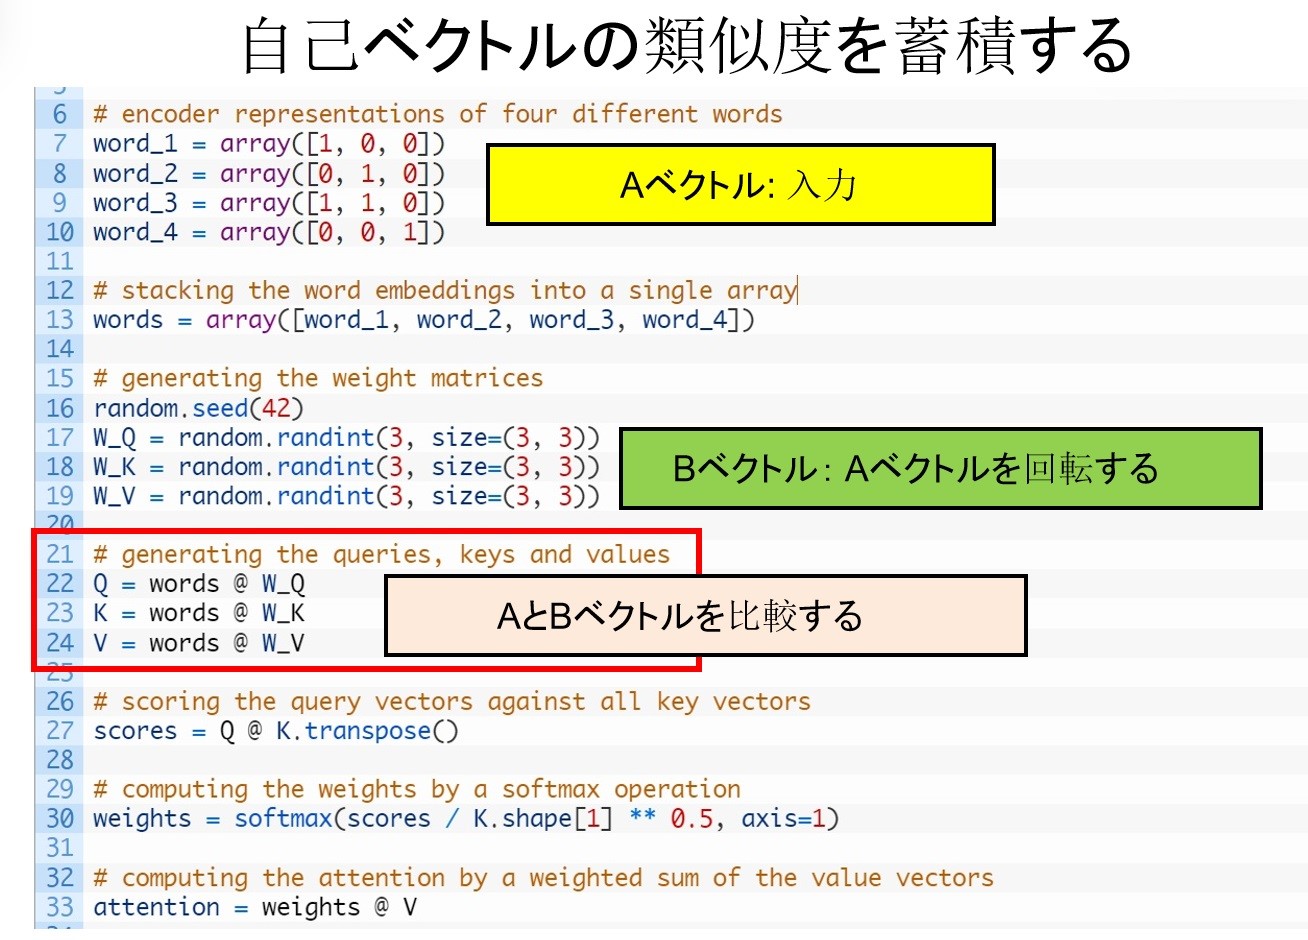 自己ベクトルの類似度を蓄積する
5
6 # encoder representations of four different words
7 word_1 = array([1, 0, 0])
8 word_2 = array([0, 1, 0])
9 word_3 = array([1, 1, 0])
10 word_4 = array([0, 0, 1])
Aベクトル: 入力
11
12 # stacking the word embeddings into a single array
13 words = array([word_1, word_2, word_3, word_4])
14
15 # generating the weight matrices
16 random.seed(42)
17 W_Q = random.randint(3, size=(3, 3))
18 W_K = random.randint(3, size=(3, 3))
19 W_V = random.randint(3, size=(3, 3))
Bベクトル: Aベクトルを回転する
20
21 # generating the queries, keys and values
22 Q = words @ W_Q
23 K = words @ W_K
24 V = words @ W_V
AとBベクトルを比較する
25
26 # scoring the query vectors against all key vectors
27 scores = Q @ K.transpose()
28
29 # computing the weights by a softmax operation
30 weights = softmax(scores / K.shape[1] ** 0.5, axis=1)
31
32 # computing the attention by a weighted sum of the value vectors
33 attention = weights @ V